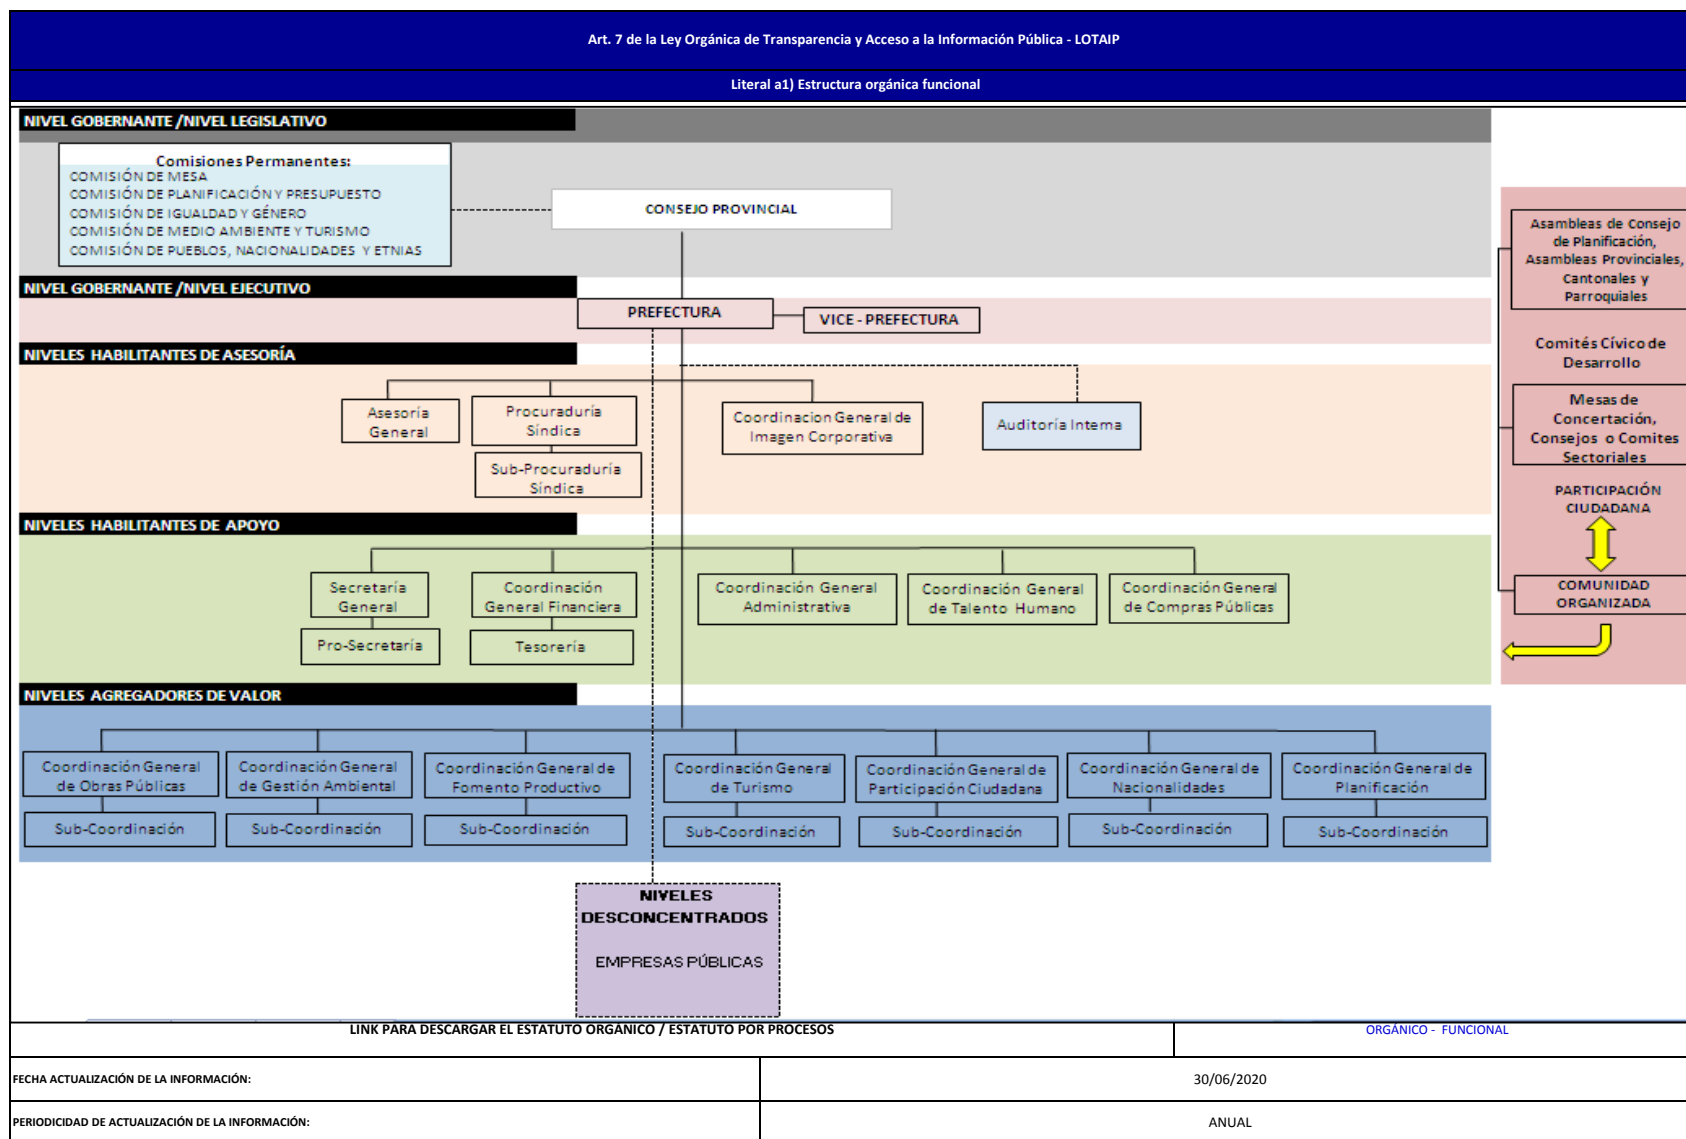 Art. 7 de la Ley Orgánica de Transparencia y Acceso a la Información Pública - LOTAIP
Literal a1) Estructura orgánica funcional
NIVEL GOBERNANTE /NIVEL LEGISLATIVO
Comisiones Permanentes:
COMISIÓN DE MESA
COMISIÓN DE PLANIFICACIÓN Y PRESUPUESTO
COMISIÓN DE IGUALDAD Y GÉNERO
COMISIÓN DE MEDIO AMBIENTE Y TURISMO
COMISIÓN DE PUEBLOS, NACIONALIDADES Y ETNIAS
CONSEJO PROVINCIAL
NIVEL GOBERNANTE /NIVEL EJECUTIVO
PREFECTURA
VICE - PREFECTURA
NIVELES HABILITANTES DE ASESORÍA
Asesoría
General
Procuraduría
Síndica
Sub-Procuraduría
Síndica
Coordinacion General de
Imagen Corporativa
Auditoría Interna
NIVELES HABILITANTES DE APOYO
Secretaría
General
Pro-Secretaría
Coordinación
General Financiera
Tesorería
Coordinación General
Administrativa
Coordinación General
de Talento Humano
Coordinación General
de Compras Públicas
NIVELES AGREGADORES DE VALOR
Coordinación General
de Obras Públicas
Sub-Coordinación
Coordinación General
de Gestión Ambiental
Sub-Coordinación
Coordinación General de
Fomento Productivo
Sub-Coordinación
Coordinación General
de Turismo
Sub-Coordinación
Coordinación General de
Participación Ciudadana
Sub-Coordinación
Coordinación General de
Nacionalidades
Sub-Coordinación
Coordinación General de
Planificación
Sub-Coordinación
NIVELES
DESCONCENTRADOS
EMPRESAS PÚBLICAS
Asambleas de Consejo
de Planificación,
Asambleas Provinciales,
Cantonales y
Parroquiales
Comités Cívico de
Desarrollo
Mesas de
Concertación,
Consejos o Comites
Sectoriales
PARTICIPACIÓN
CIUDADANA
COMUNIDAD
ORGANIZADA
LINK PARA DESCARGAR EL ESTATUTO ORGÁNICO / ESTATUTO POR PROCESOS
ORGÁNICO - FUNCIONAL
FECHA ACTUALIZACIÓN DE LA INFORMACIÓN:
30/06/2020
PERIODICIDAD DE ACTUALIZACIÓN DE LA INFORMACIÓN:
ANUAL